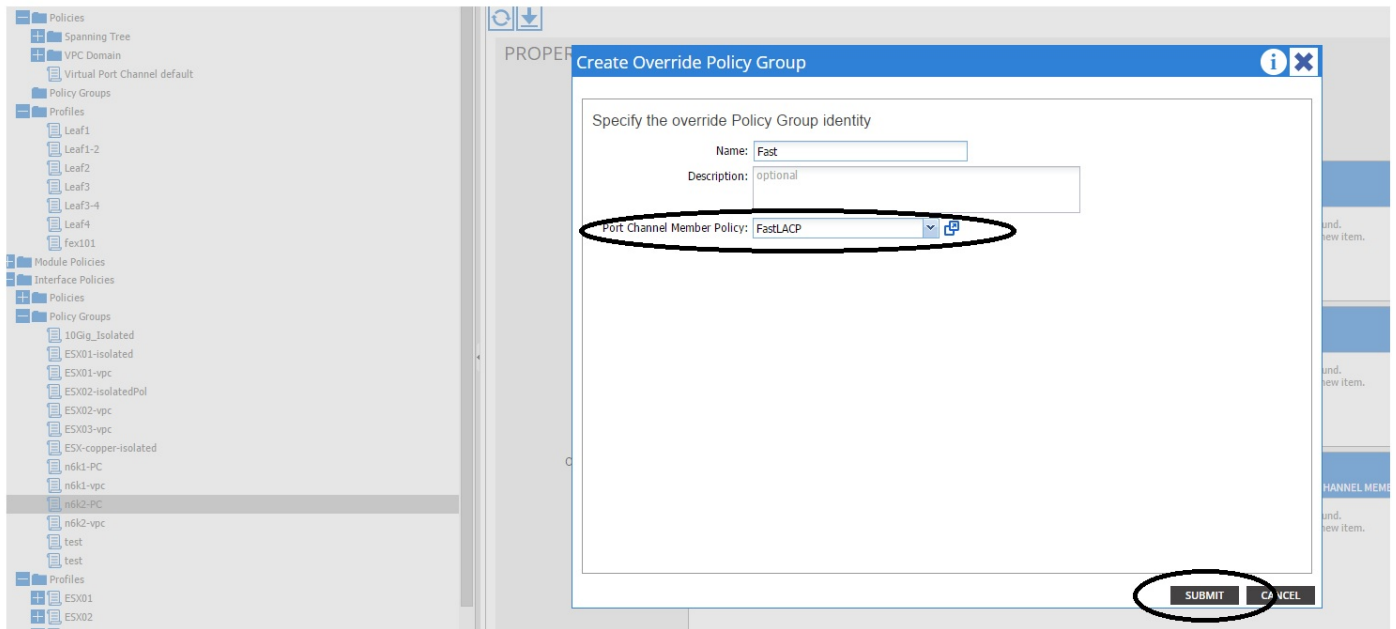 Policies
Spanning Tree
VPC Domain
Virtual Port Channel default
Policy Groups
Profiles
Leaf1
Leaf1-2
Leaf2
Leaf3
Leaf3-4
Leaf4
fex101
Module Policies
Interface Policies
Policies
Policy Groups
10Gig_Isolated
ESX01-isolated
ESX01-vpc
ESX02-isolatedPol
ESX02-vpc
ESX03-vpc
ESX-copper-isolated
n6k1-PC
n6k1-vpc
n6k2-PC
n6k2-vpc
test
test
Profiles
ESX01
ESX02
PROPER
Create Override Policy Group
i
Specify the override Policy Group identity
Name: Fast
Description: optional
Port Channel Member Policy: FastLACP
SUBMIT CANCEL
und.
new item.
und.
new item.
HANNEL MEMB
und.
new item.